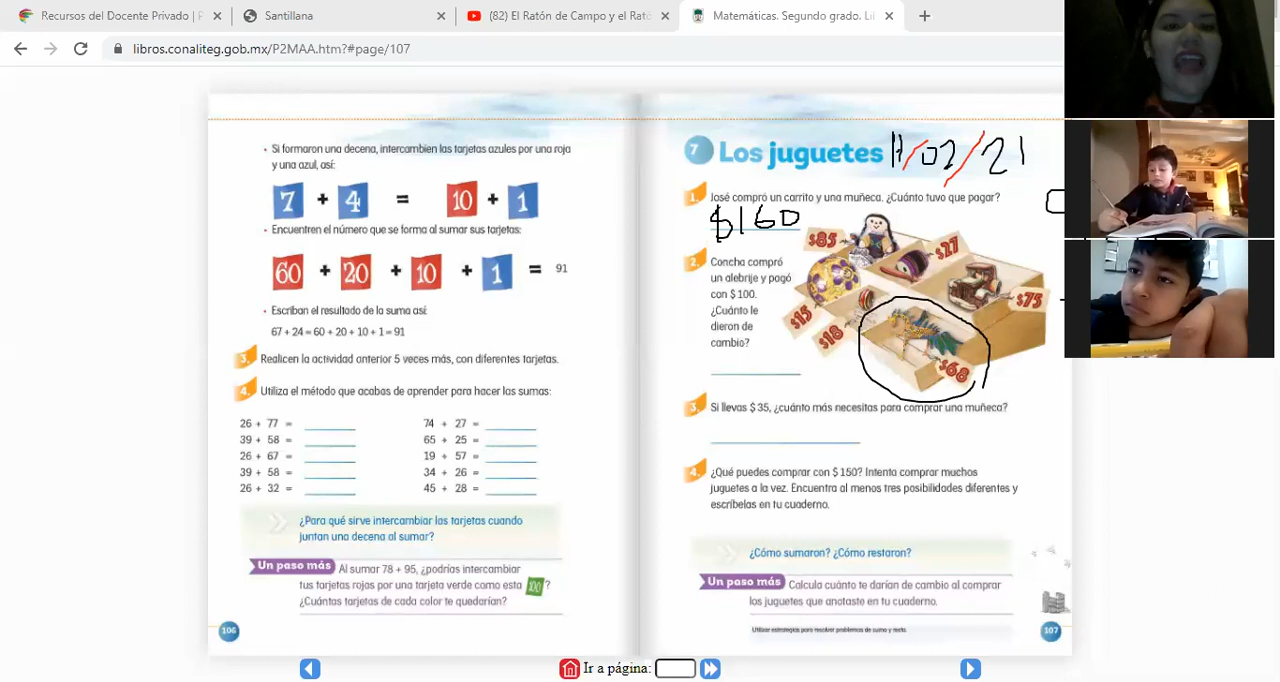 Recursos del Docente Privado | P
Santillana
(82) El Ratón de Campo y el Rató
Matemáticas. Segundo grado. Li
libros.conaliteg.gob.mx/P2MAA.htm?#page/107
• Si formaron una decena, intercambien las tarjetas azules por una roja
y una azul, así:
7 + 4 = 10 + 1
• Encuentren el número que se forma al sumar sus tarjetas:
60 + 20 + 10 + 1 = 91
• Escriban el resultado de la suma así:
67 + 24 = 60 + 20 + 10 + 1 = 91
3. Realicen la actividad anterior 5 veces más, con diferentes tarjetas.
4. Utiliza el método que acabas de aprender para hacer las sumas:
26 + 77 =
39 + 58 =
26 + 67 =
39 + 58 =
26 + 32 =
74 + 27 =
65 + 25 =
19 + 57 =
34 + 26 =
45 + 28 =
¿Para qué sirve intercambiar las tarjetas cuando
juntan una decena al sumar?
Un paso más Al sumar 78 + 95, ¿podrías intercambiar
tus tarjetas rojas por una tarjeta verde como esta 100 ?
¿Cuántas tarjetas de cada color te quedarían?
106
7 Los juguetes 11/02/21
1. José compró un carrito y una muñeca. ¿Cuánto tuvo que pagar?
$160
2. Concha compró
un alebrije y pagó
con $ 100.
¿Cuánto le
dieron de
cambio?
$85
$27
$75
$15
$18
$68
3. Si llevas $ 35, ¿cuánto más necesitas para comprar una muñeca?
4. ¿Qué puedes comprar con $ 150? Intenta comprar muchos
juguetes a la vez. Encuentra al menos tres posibilidades diferentes y
escríbelas en tu cuaderno.
¿Cómo sumaron? ¿Cómo restaron?
Un paso más Calcula cuánto te darían de cambio al comprar
los juguetes que anotaste en tu cuaderno.
Utilizar estrategias para resolver problemas de suma y resta.
107
Ir a página: